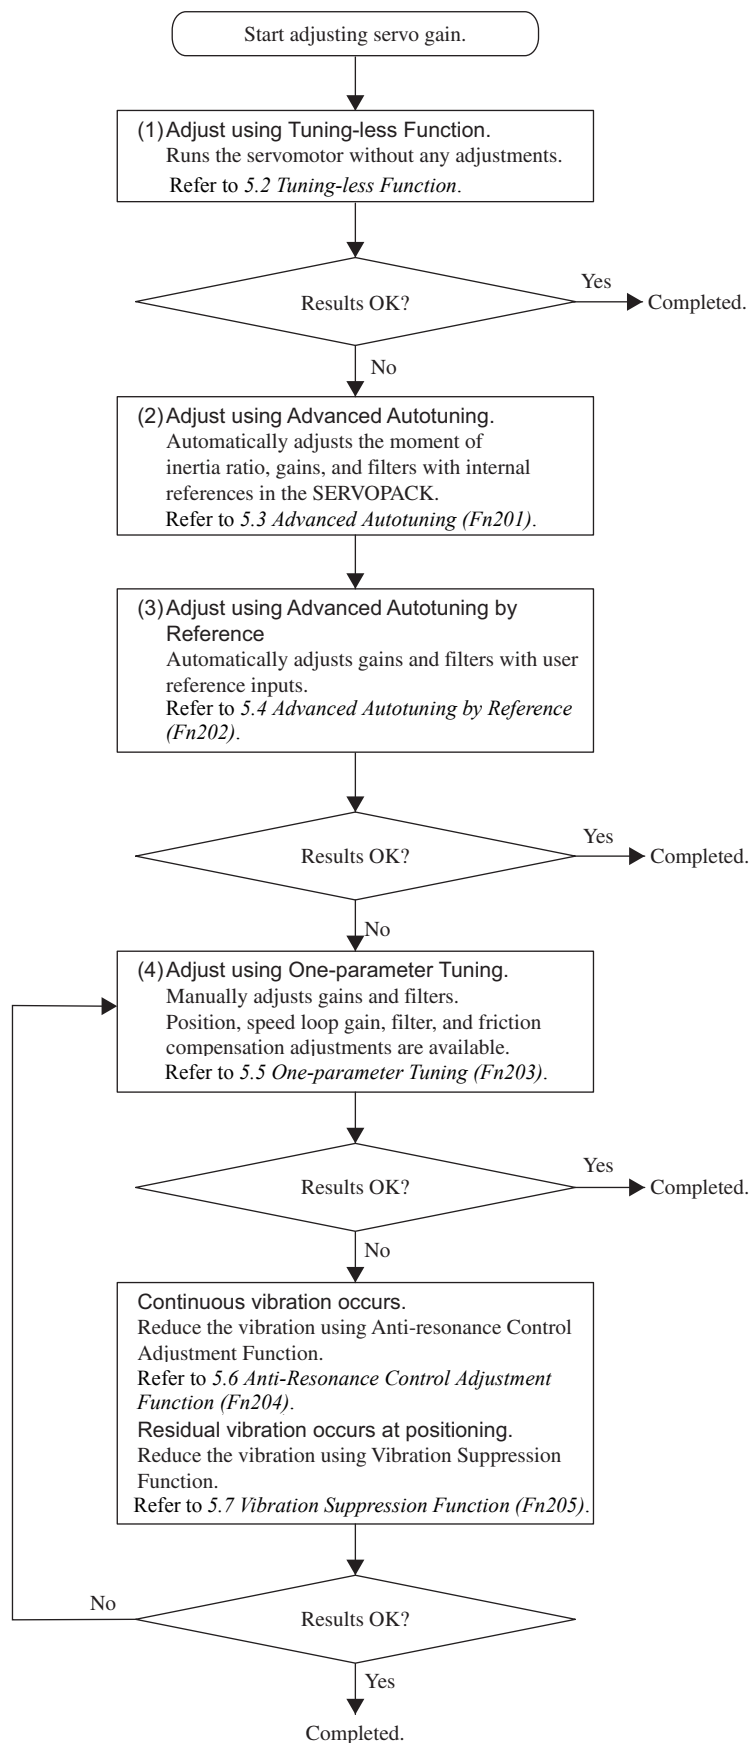 Start adjusting servo gain.
(1) Adjust using Tuning-less Function.
Runs the servomotor without any adjustments.
Refer to 5.2 Tuning-less Function.
Results OK?
Yes
Completed.
No
(2) Adjust using Advanced Autotuning.
Automatically adjusts the moment of
inertia ratio, gains, and filters with internal
references in the SERVOPACK.
Refer to 5.3 Advanced Autotuning (Fn201).
(3) Adjust using Advanced Autotuning by
Reference
Automatically adjusts gains and filters with user
reference inputs.
Refer to 5.4 Advanced Autotuning by Reference
(Fn202).
Results OK?
Yes
Completed.
No
(4) Adjust using One-parameter Tuning.
Manually adjusts gains and filters.
Position, speed loop gain, filter, and friction
compensation adjustments are available.
Refer to 5.5 One-parameter Tuning (Fn203).
Results OK?
Yes
Completed.
No
Continuous vibration occurs.
Reduce the vibration using Anti-resonance Control
Adjustment Function.
Refer to 5.6 Anti-Resonance Control Adjustment
Function (Fn204).
Residual vibration occurs at positioning.
Reduce the vibration using Vibration Suppression
Function.
Refer to 5.7 Vibration Suppression Function (Fn205).
No
Results OK?
Yes
Completed.